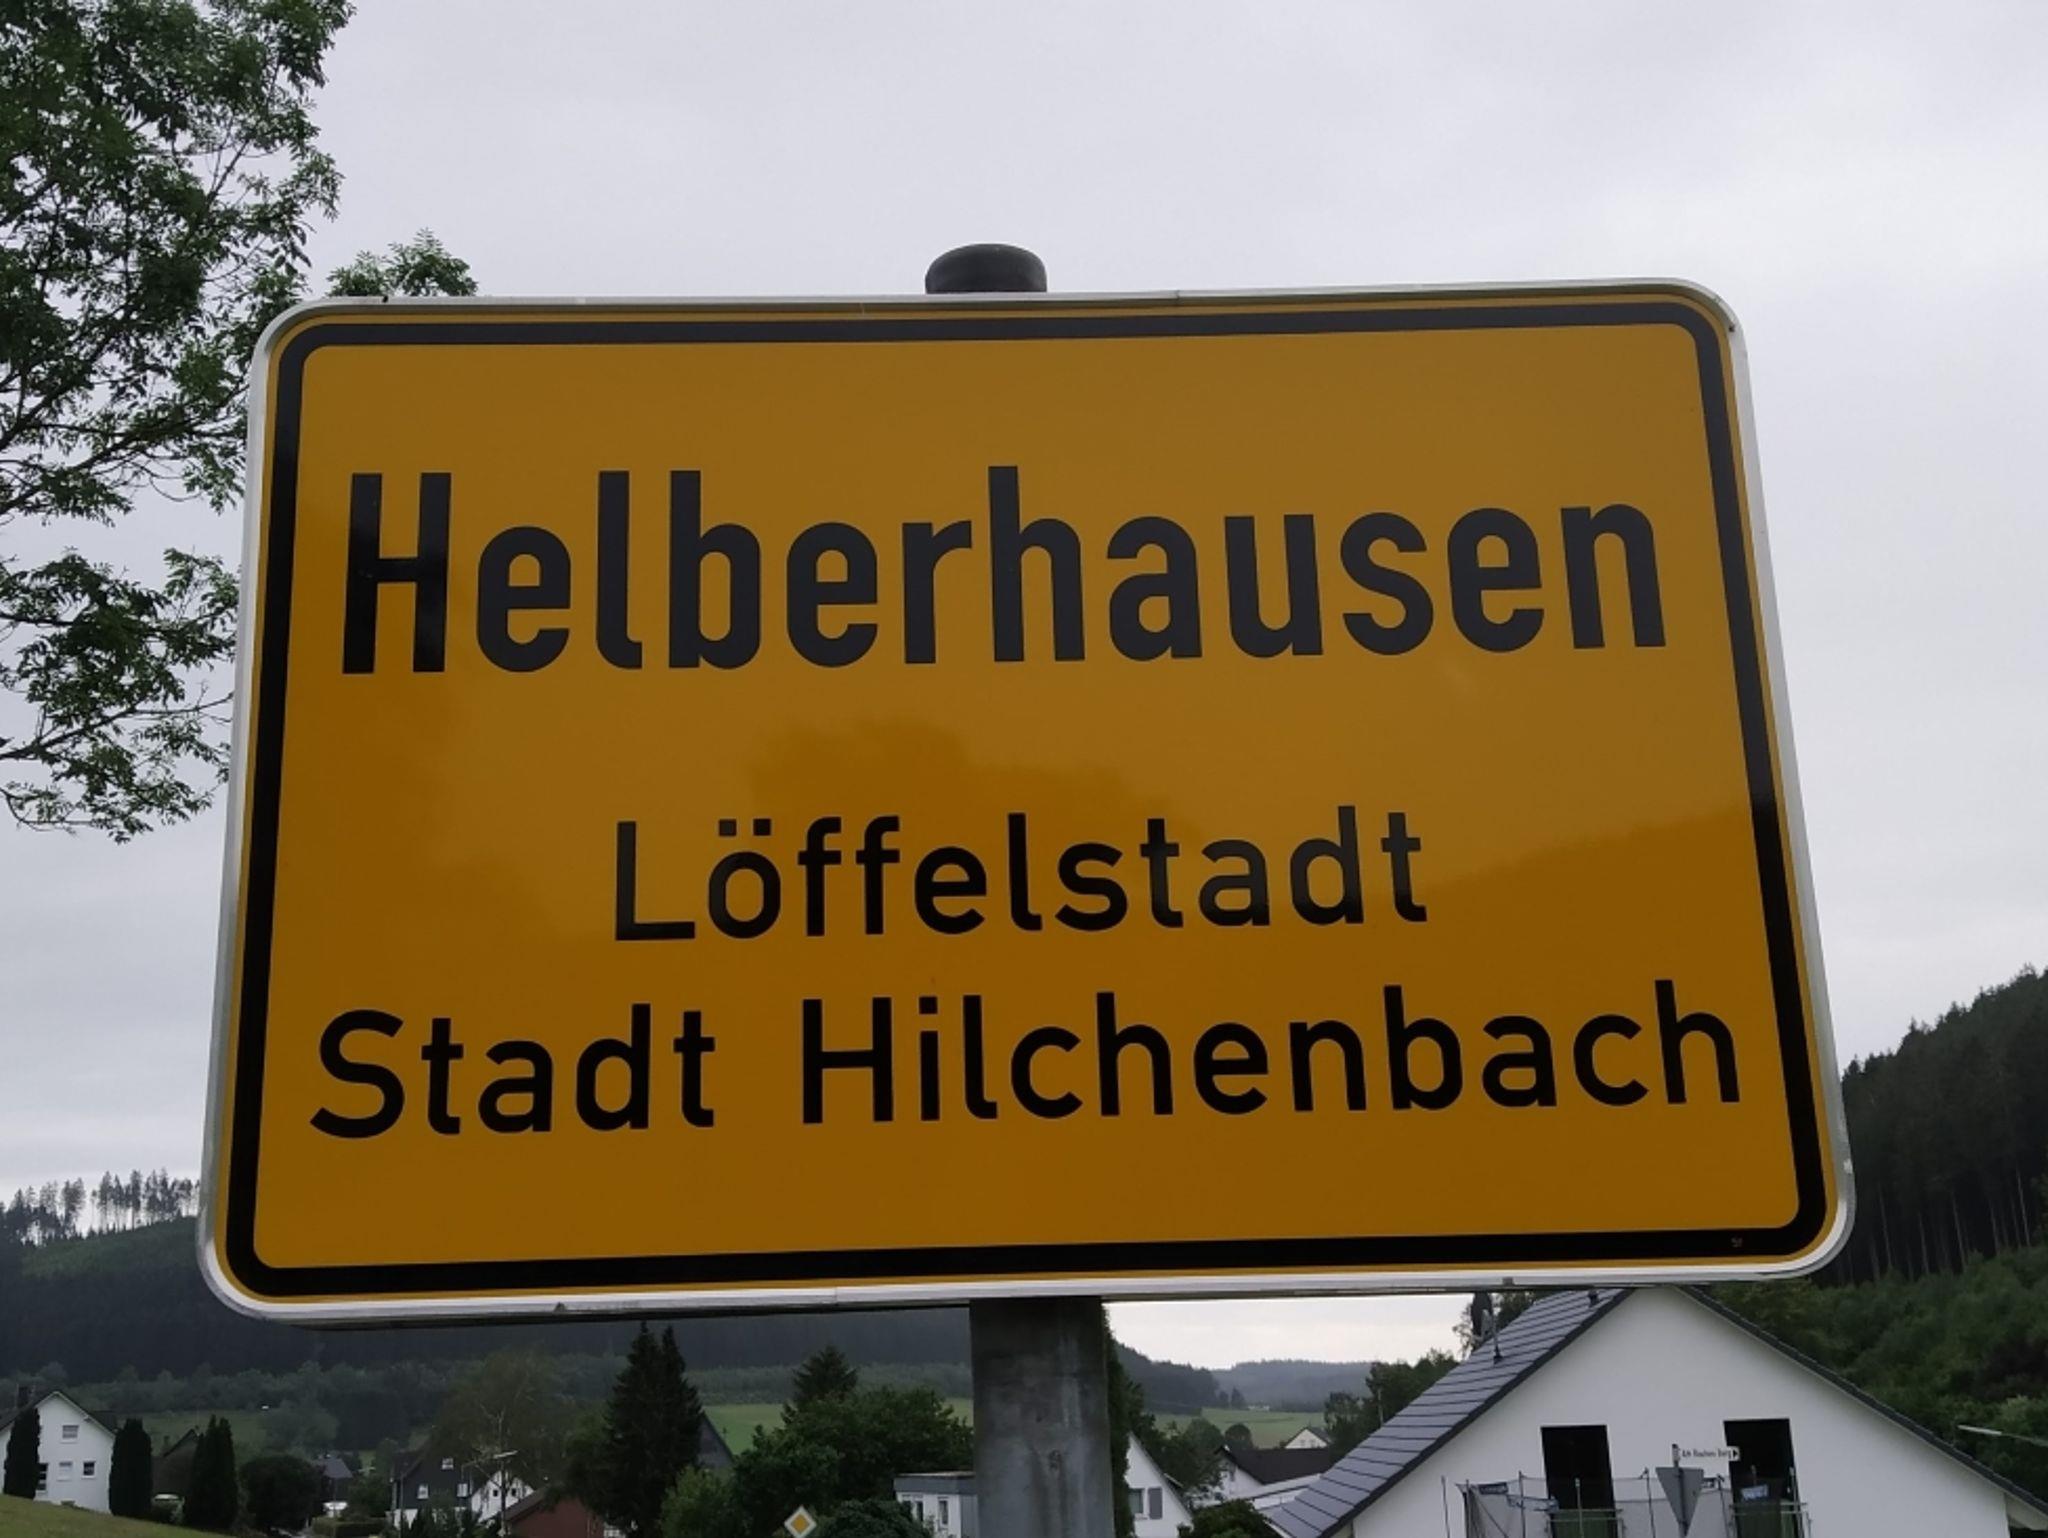 Helberhausen
Löffelstadt
Stadt Hilchenbach